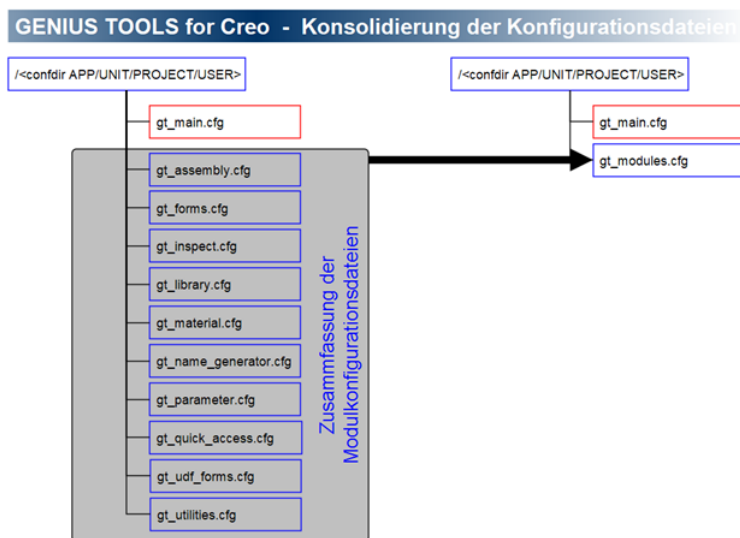 GENIUS TOOLS for Creo - Konsolidierung der Konfigurationsdateien
/<confdir APP/UNIT/PROJECT/USER>
gt_main.cfg
gt_assembly.cfg
gt_forms.cfg
gt_inspect.cfg
gt_library.cfg
gt_material.cfg
gt_name_generator.cfg
gt_parameter.cfg
gt_quick_access.cfg
gt_udf_forms.cfg
gt_utilities.cfg
Zusammfassung der
Modulkonfigurationsdateien
/<confdir APP/UNIT/PROJECT/USER>
gt_main.cfg
gt_modules.cfg